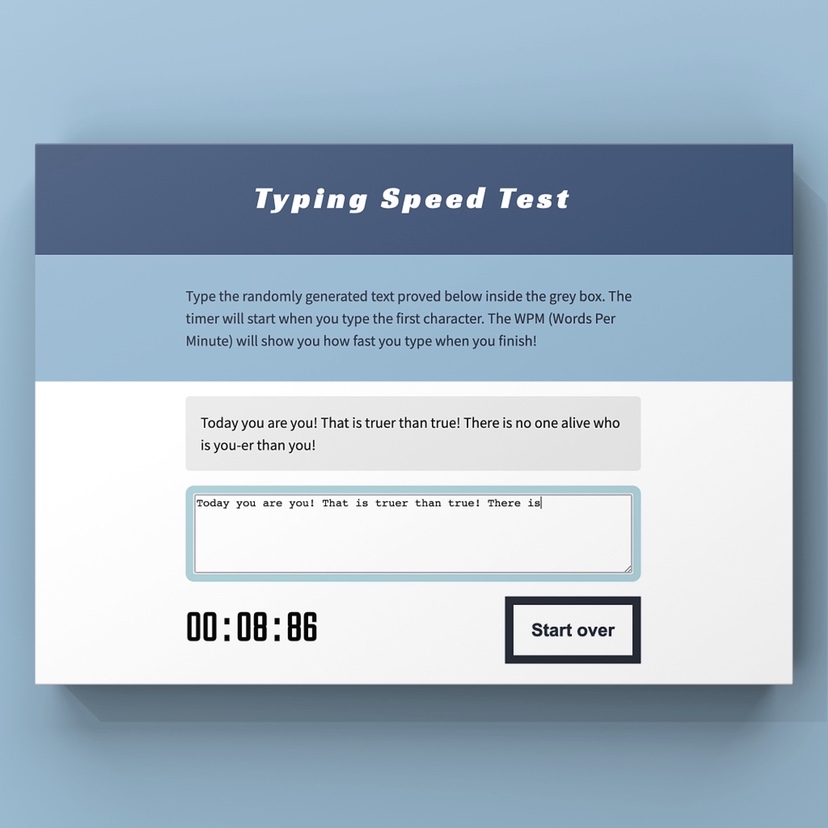 Typing Speed Test
Type the randomly generated text proved below inside the grey box. The
timer will start when you type the first character. The WPM (Words Per
Minute) will show you how fast you type when you finish!
Today you are you! That is truer than true! There is no one alive who
is you-er than you!
Today you are you! That is truer than true! There is
00:08:86
Start over